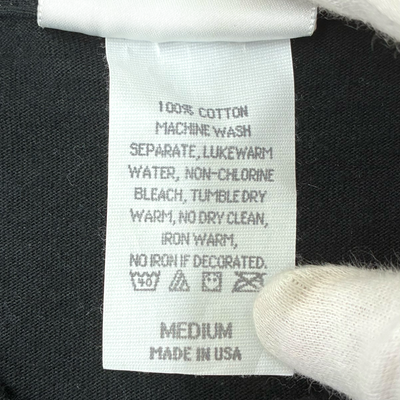 100% COTTON
MACHINE WASH
SEPARATE, LUKEWARM
WATER, NON-CHLORINE
BLEACH, TUMBLE DRY
WARM, NO DRY CLEAN,
IRON WARM,
NO IRON IF DECORATED.
40
MEDIUM
MADE IN USA